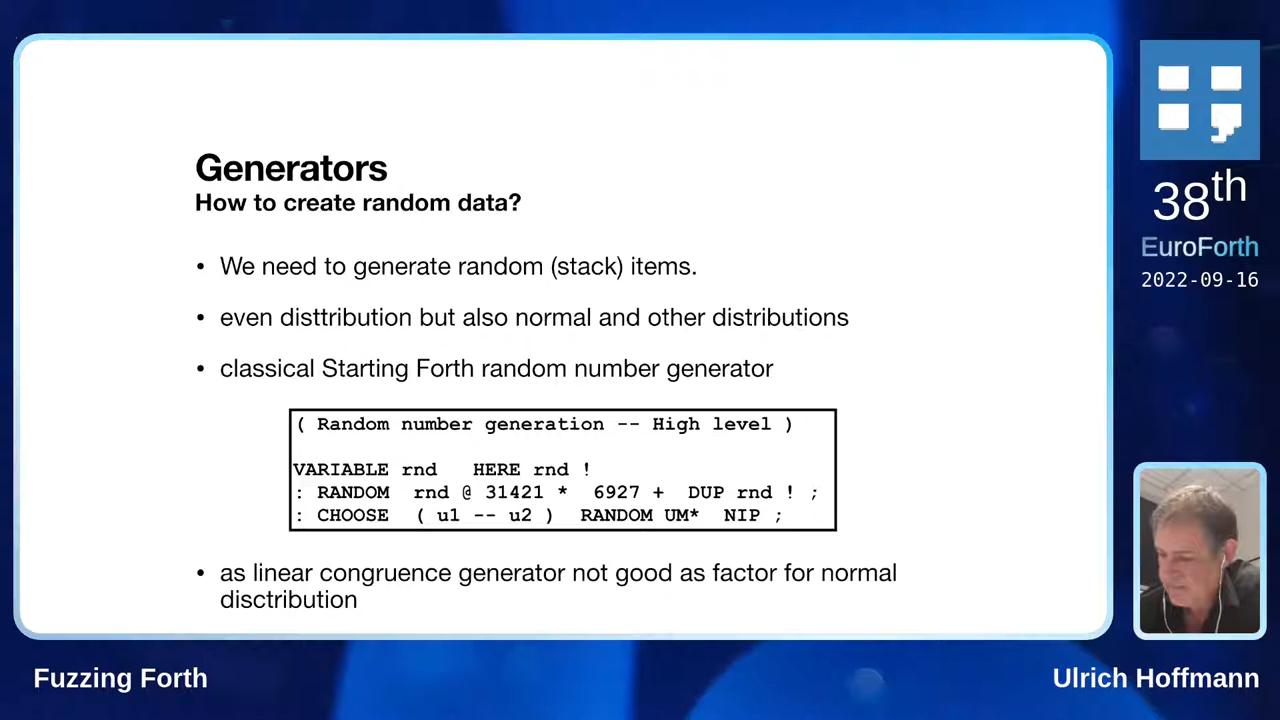 Generators
How to create random data?
• We need to generate random (stack) items.
• even disttribution but also normal and other distributions
• classical Starting Forth random number generator
( Random number generation -- High level )
VARIABLE rnd   HERE rnd !
: RANDOM  rnd @ 31421 *  6927 +  DUP rnd ! ;
: CHOOSE  ( u1 -- u2 )  RANDOM UM*  NIP ;
• as linear congruence generator not good as factor for normal
disctribution
38th
EuroForth
2022-09-16
Fuzzing Forth
Ulrich Hoffmann